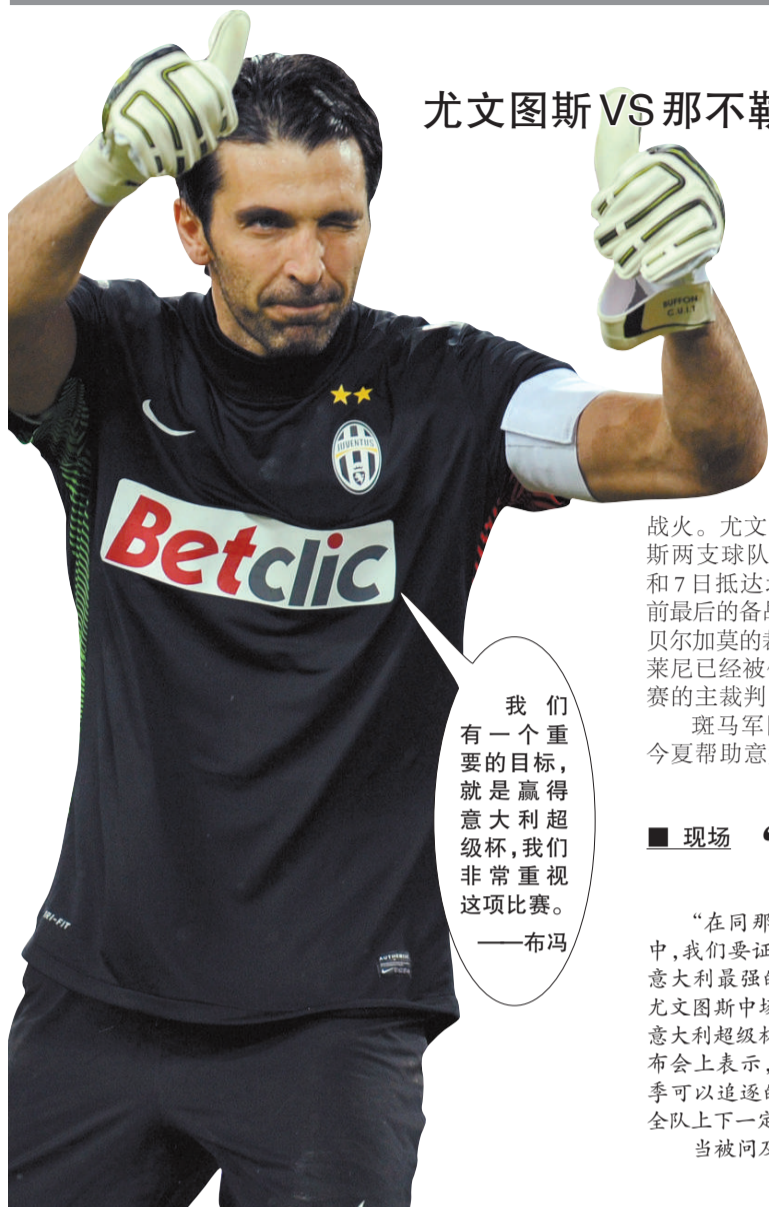 尤文图斯VS那不
BUFFON
C.U.I.T
JUVENTUS
Betclic
我们
有一个重
要的目标，
就是赢得
意大利超
级杯，我们
非常重视
这项比赛。
——布冯
DRI-FIT
AUTHENTIC
战火。尤文
斯两支球队
和7日抵达
前最后的备
贝尔加莫的
莱尼已经被
赛的主裁判
斑马军
今夏帮助意
■ 现场 “
“在同那
中，我们要证
意大利最强的
尤文图斯中场
意大利超级杯
布会上表示，
季可以追逐的
全队上下一定
当被问及